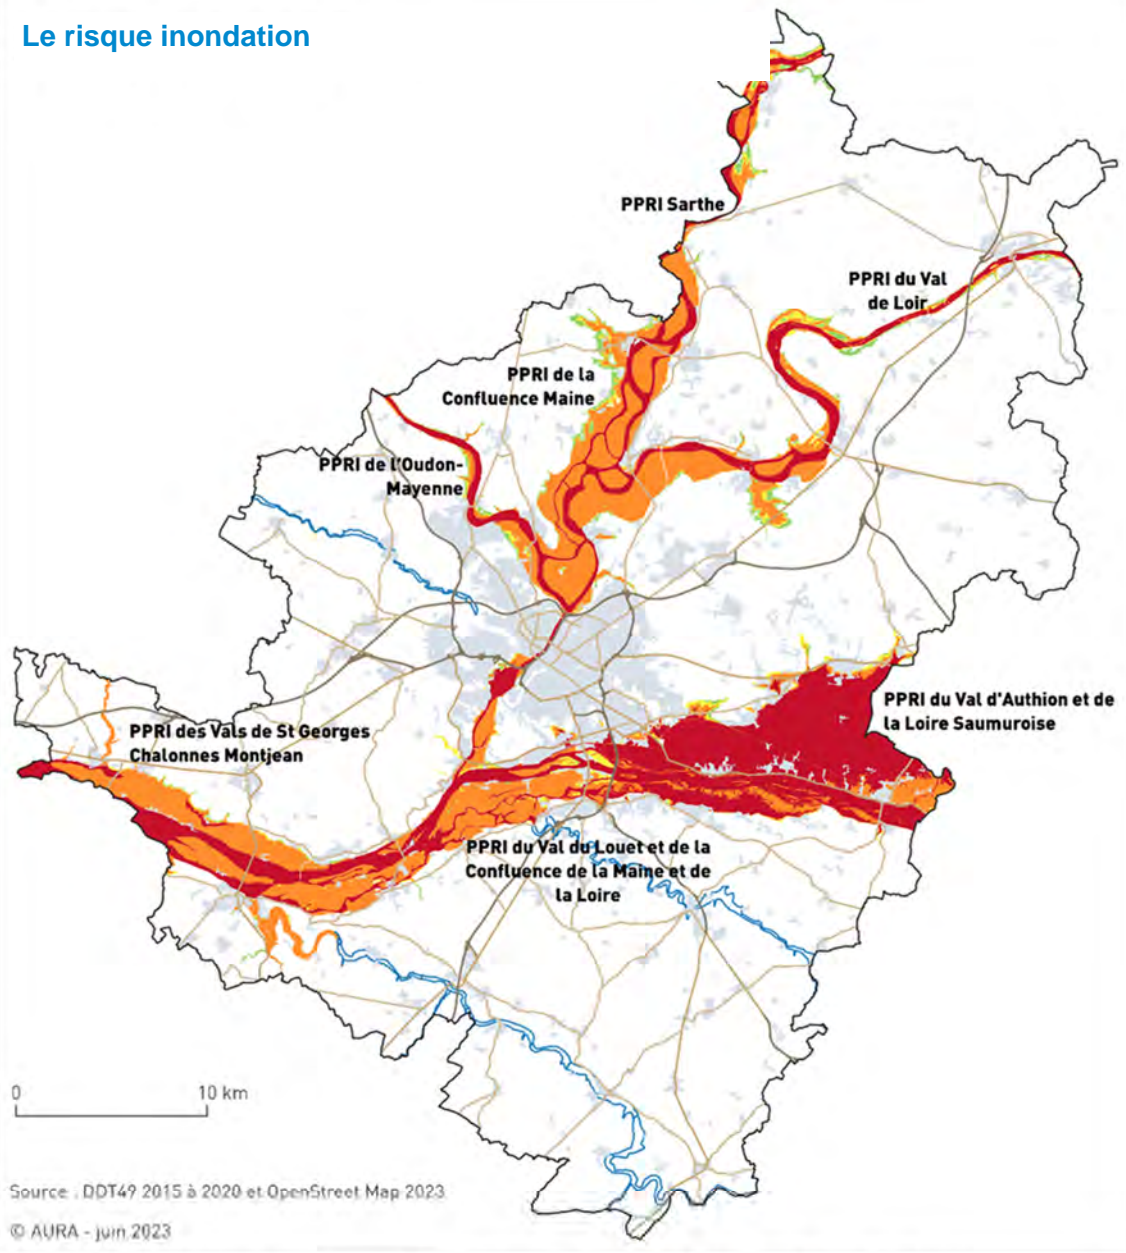 Le risque inondation
PPRI Sarthe
PPRI du Val
de Loir
PPRI de la
Confluence Maine
PPRI de l'Oudon-
Mayenne
PPRI du Val d'Authion et de
la Loire Saumuroise
PPRI des Vals de St Georges
Chalonnes Montjean
PPRI du Val du Louet et de la
Confluence de la Maine et de
la Loire
0 10 km
Source : DDT49 2015 à 2020 et OpenStreet Map 2023
© AURA - juin 2023